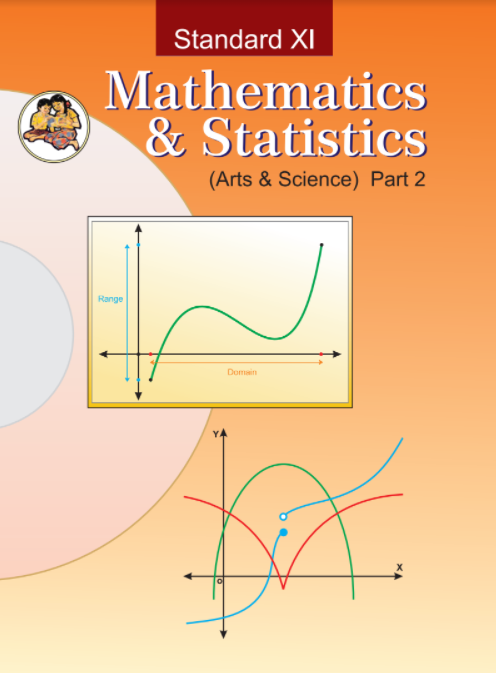 Standard XI
Mathematics
& Statistics
(Arts & Science) Part 2
Range
Domain
Y
X
O